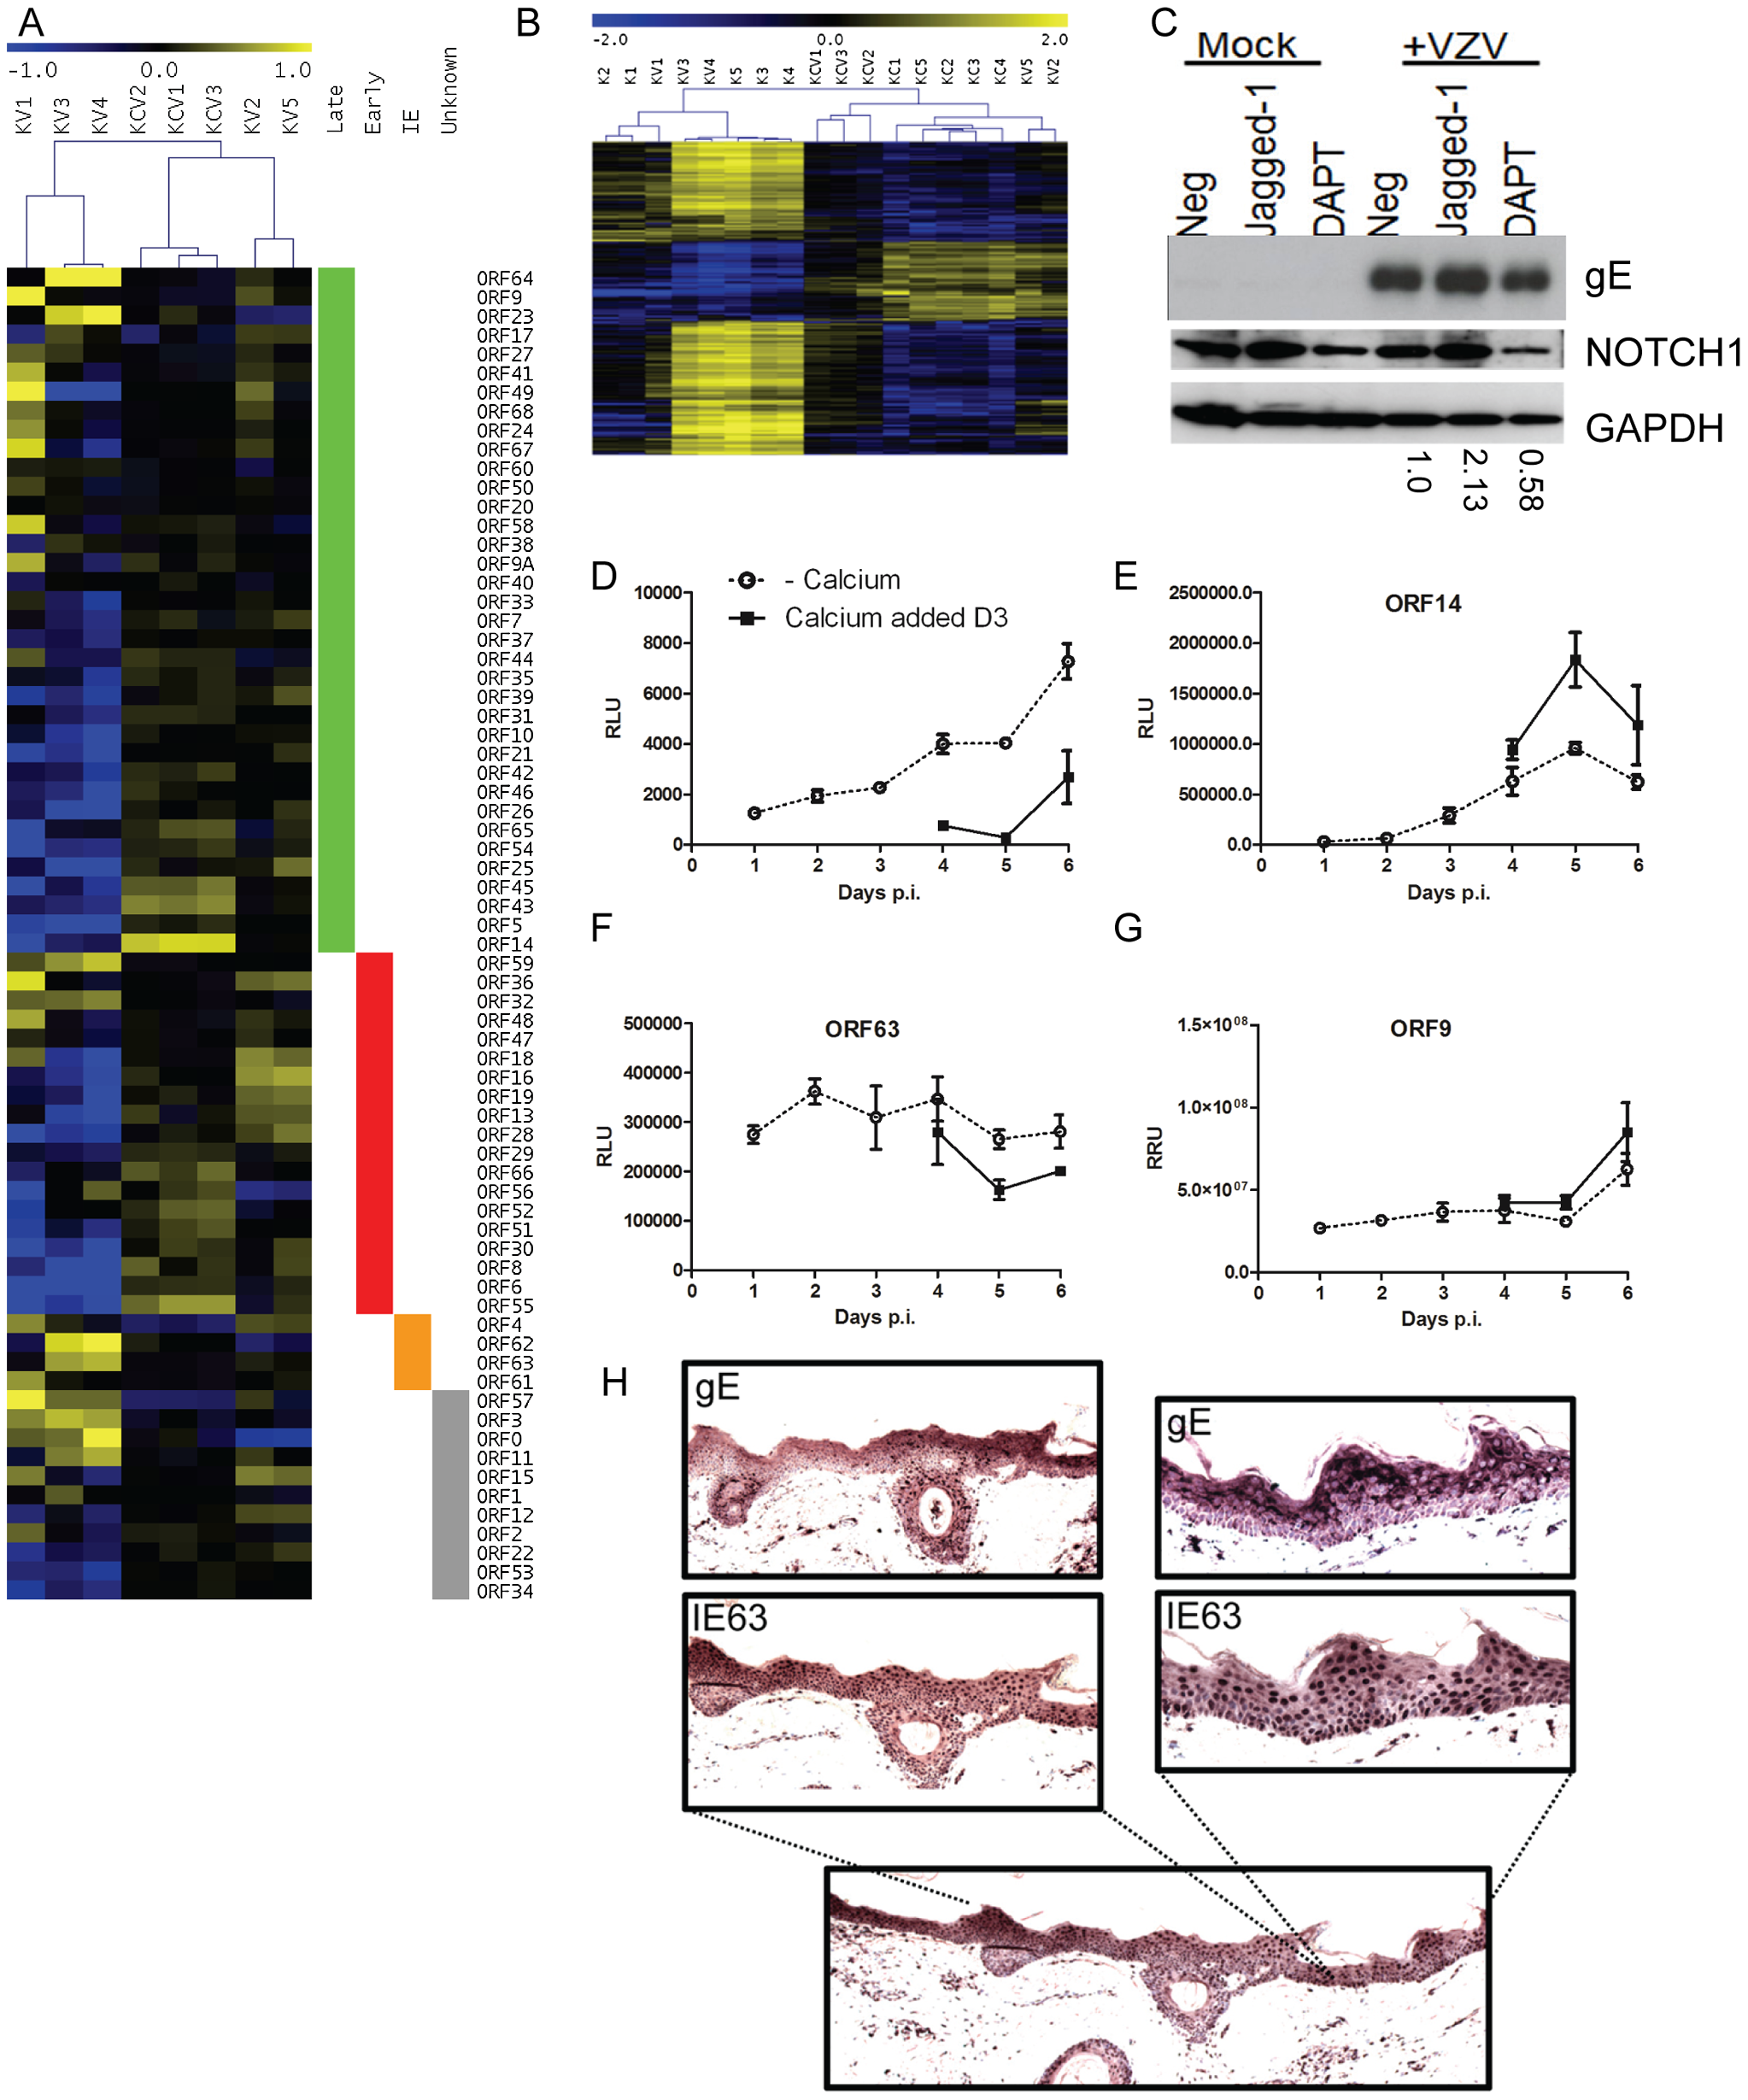 A
-1.0 0.0 1.0
KV1 KV3 KV4 KCV2 KCV1 KCV3 KV2 KV5 Late Early IE Unknown
ORF64
ORF9
ORF23
ORF17
ORF27
ORF41
ORF49
ORF68
ORF24
ORF67
ORF60
ORF50
ORF20
ORF58
ORF38
ORF9A
ORF40
ORF33
ORF7
ORF37
ORF44
ORF35
ORF39
ORF31
ORF10
ORF21
ORF42
ORF46
ORF26
ORF65
ORF54
ORF25
ORF45
ORF43
ORF5
ORF14
ORF59
ORF36
ORF32
ORF48
ORF47
ORF18
ORF16
ORF19
ORF13
ORF28
ORF29
ORF66
ORF56
ORF52
ORF51
ORF30
ORF8
ORF6
ORF55
ORF4
ORF62
ORF63
ORF61
ORF57
ORF3
ORF0
ORF11
ORF15
ORF1
ORF12
ORF2
ORF22
ORF53
ORF34
B
-2.0 0.0 2.0
K2 K1 KV1 KV3 KV4 K5 K3 K4 KCV1 KCV3 KCV2 KC1 KC5 KC2 KC3 KC4 KV5 KV2
C
Mock +VZV
Neg Jagged-1 DAPT Neg Jagged-1 DAPT
gE
NOTCH1
GAPDH
1.0 2.13 0.58
D
- Calcium
Calcium added D3
10000
8000
6000
4000
2000
0
RLU
0 1 2 3 4 5 6
Days p.i.
E
ORF14
2500000.0
2000000.0
1500000.0
1000000.0
500000.0
0.0
RLU
0 1 2 3 4 5 6
Days p.i.
F
ORF63
500000
400000
300000
200000
100000
0
RLU
0 1 2 3 4 5 6
Days p.i.
G
ORF9
1.5×10⁰⁸
1.0×10⁰⁸
5.0×10⁰⁷
0.0
RRU
0 1 2 3 4 5 6
Days p.i.
H
gE
gE
IE63
IE63